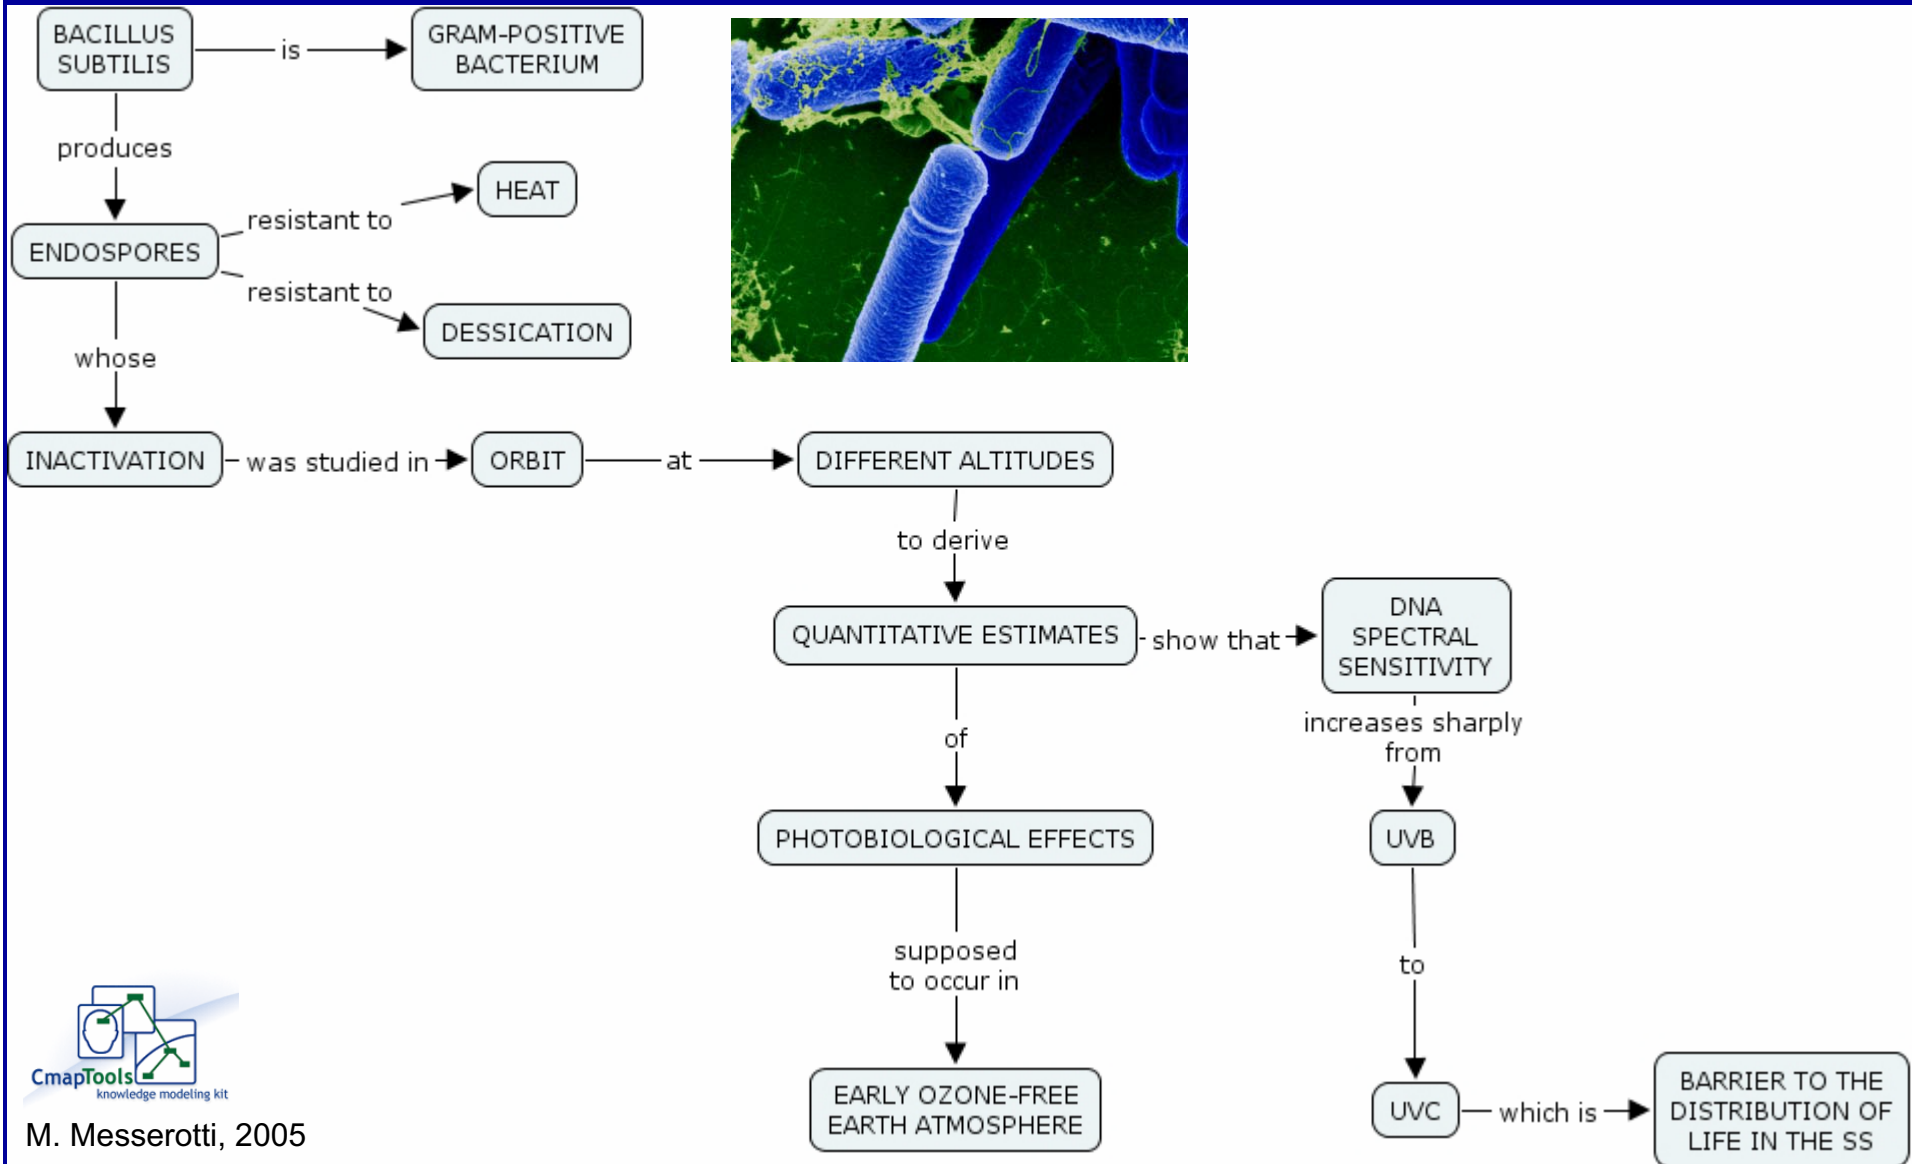 BACILLUS
SUBTILIS
is
GRAM-POSITIVE
BACTERIUM
produces
HEAT
resistant to
ENDOSPORES
resistant to
DESSICATION
whose
INACTIVATION
was studied in
ORBIT
at
DIFFERENT ALTITUDES
to derive
QUANTITATIVE ESTIMATES
show that
DNA
SPECTRAL
SENSITIVITY
increases sharply
from
of
PHOTOBIOLOGICAL EFFECTS
UVB
supposed
to occur in
to
EARLY OZONE-FREE
EARTH ATMOSPHERE
UVC
which is
BARRIER TO THE
DISTRIBUTION OF
LIFE IN THE SS
CmapTools
knowledge modeling kit
M. Messerotti, 2005